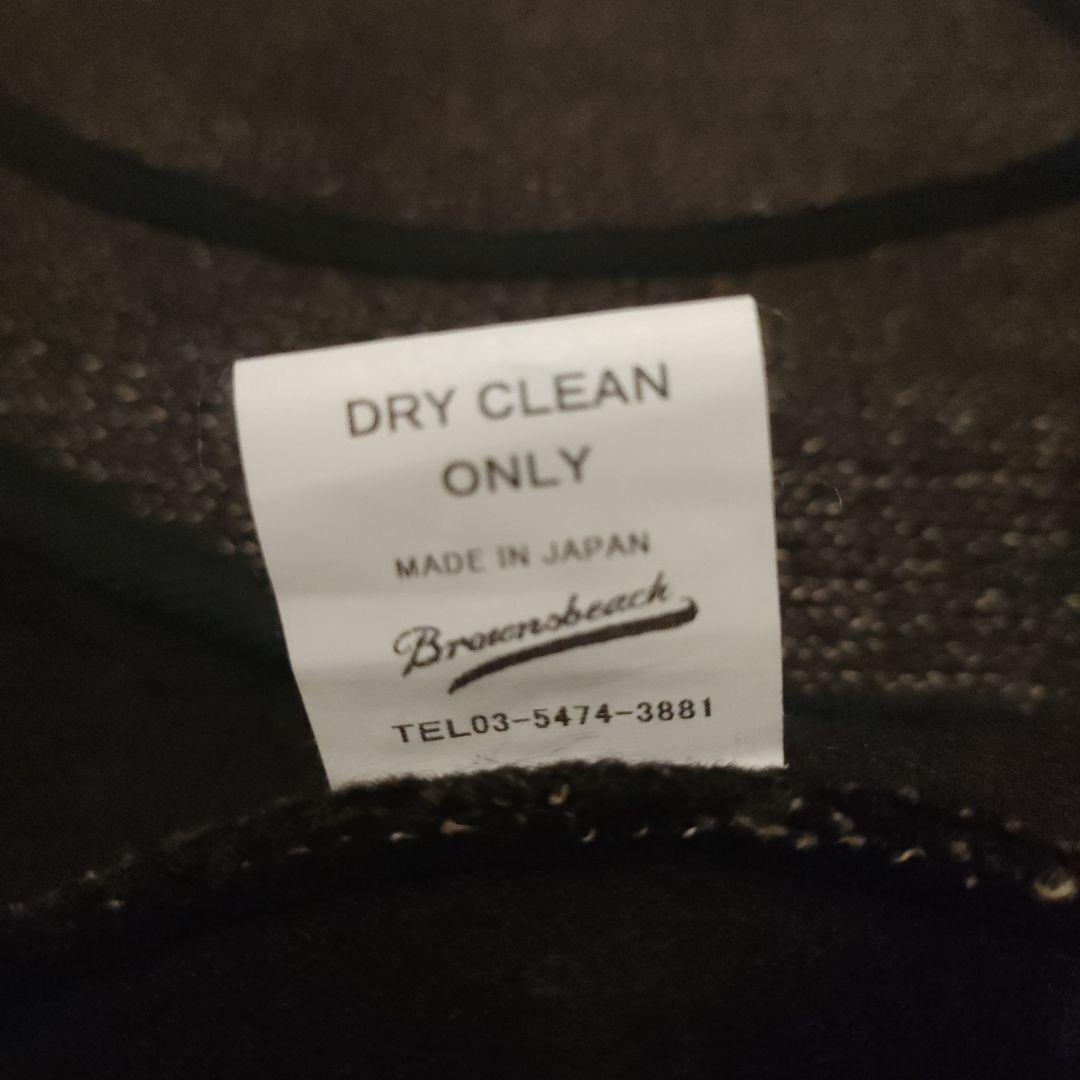 DRY CLEAN
ONLY
MADE IN JAPAN
Brownsbeach
TEL03-5474-3881